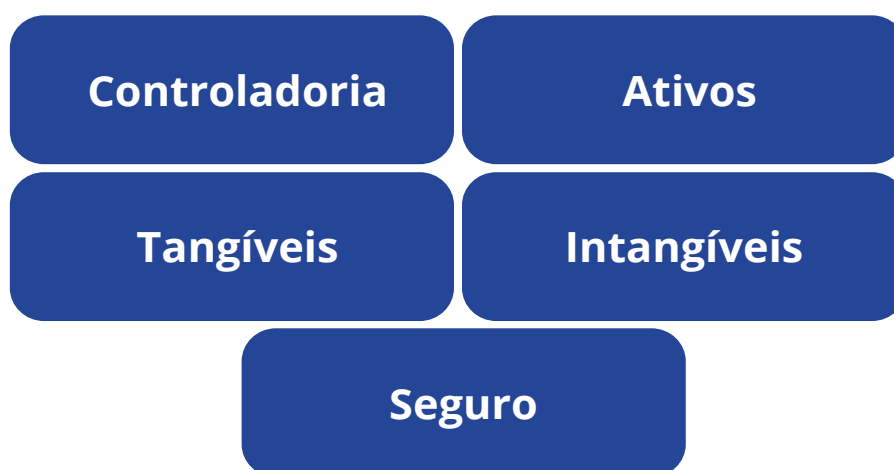 Controladoria
Ativos
Tangíveis
Intangíveis
Seguro